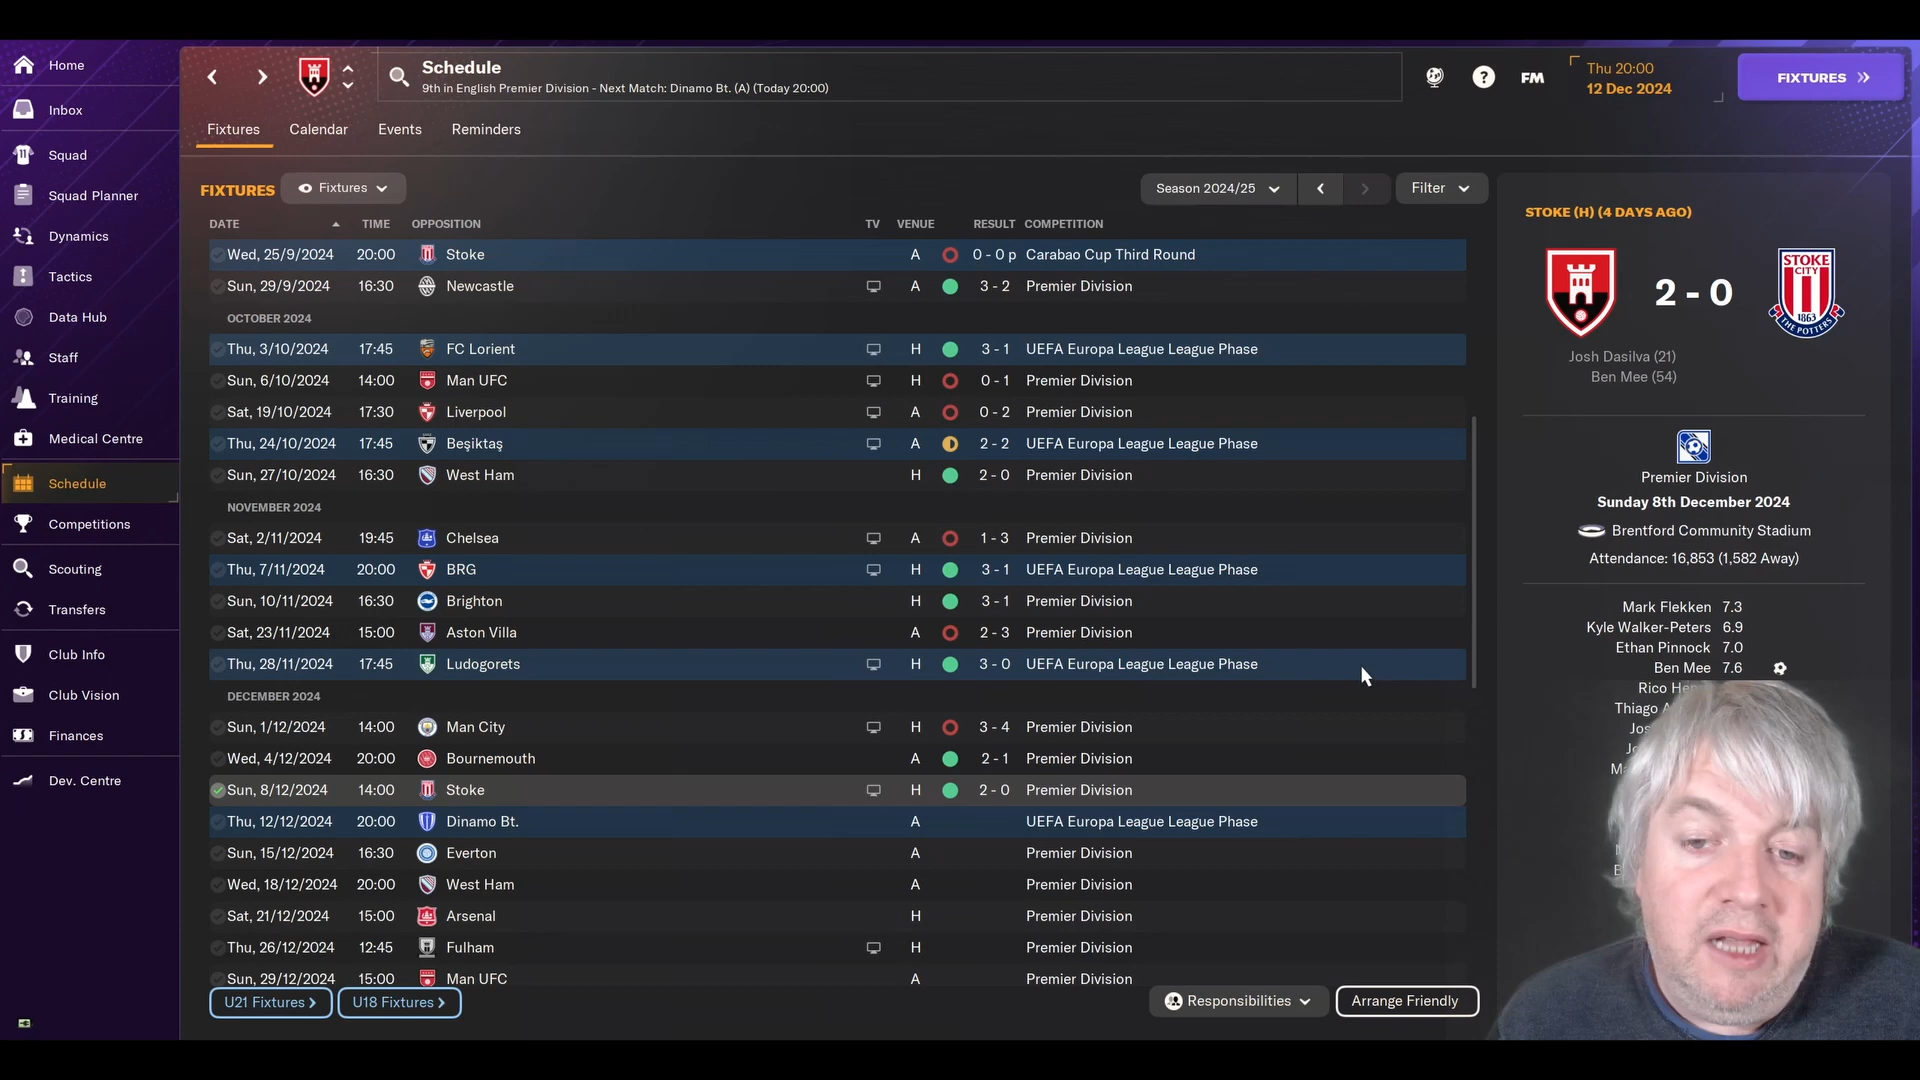 Home
Schedule
9th in English Premier Division - Next Match: Dinamo Bt. (A) (Today 20:00)
FM
Thu 20:00
12 Dec 2024
FIXTURES
Inbox
Squad
Squad Planner
Dynamics
Tactics
Data Hub
Staff
Training
Medical Centre
Schedule
Competitions
Scouting
Transfers
Club Info
Club Vision
Finances
Dev. Centre
Fixtures Calendar Events Reminders
FIXTURES Fixtures Season 2024/25 Filter
DATE TIME OPPOSITION TV VENUE RESULT COMPETITION
Wed, 25/9/2024 20:00 Stoke A 0 - 0 p Carabao Cup Third Round
Sun, 29/9/2024 16:30 Newcastle A 3 - 2 Premier Division
OCTOBER 2024
Thu, 3/10/2024 17:45 FC Lorient H 3 - 1 UEFA Europa League League Phase
Sun, 6/10/2024 14:00 Man UFC H 0 - 1 Premier Division
Sat, 19/10/2024 17:30 Liverpool A 0 - 2 Premier Division
Thu, 24/10/2024 17:45 Beşiktaş A 2 - 2 UEFA Europa League League Phase
Sun, 27/10/2024 16:30 West Ham H 2 - 0 Premier Division
NOVEMBER 2024
Sat, 2/11/2024 19:45 Chelsea A 1 - 3 Premier Division
Thu, 7/11/2024 20:00 BRG H 3 - 1 UEFA Europa League League Phase
Sun, 10/11/2024 16:30 Brighton H 3 - 1 Premier Division
Sat, 23/11/2024 15:00 Aston Villa A 2 - 3 Premier Division
Thu, 28/11/2024 17:45 Ludogorets H 3 - 0 UEFA Europa League League Phase
DECEMBER 2024
Sun, 1/12/2024 14:00 Man City H 3 - 4 Premier Division
Wed, 4/12/2024 20:00 Bournemouth A 2 - 1 Premier Division
Sun, 8/12/2024 14:00 Stoke H 2 - 0 Premier Division
Thu, 12/12/2024 20:00 Dinamo Bt. A UEFA Europa League League Phase
Sun, 15/12/2024 16:30 Everton A Premier Division
Wed, 18/12/2024 20:00 West Ham A Premier Division
Sat, 21/12/2024 15:00 Arsenal H Premier Division
Thu, 26/12/2024 12:45 Fulham H Premier Division
Sun, 29/12/2024 15:00 Man UFC A Premier Division
U21 Fixtures U18 Fixtures Responsibilities Arrange Friendly
STOKE (H) (4 DAYS AGO)
STOKE
CITY
1863
THE POTTERS
2 - 0
Josh Dasilva (21)
Ben Mee (54)
Premier Division
Sunday 8th December 2024
Brentford Community Stadium
Attendance: 16,853 (1,582 Away)
Mark Flekken 7.3
Kyle Walker-Peters 6.9
Ethan Pinnock 7.0
Ben Mee 7.6
Rico
Thiago